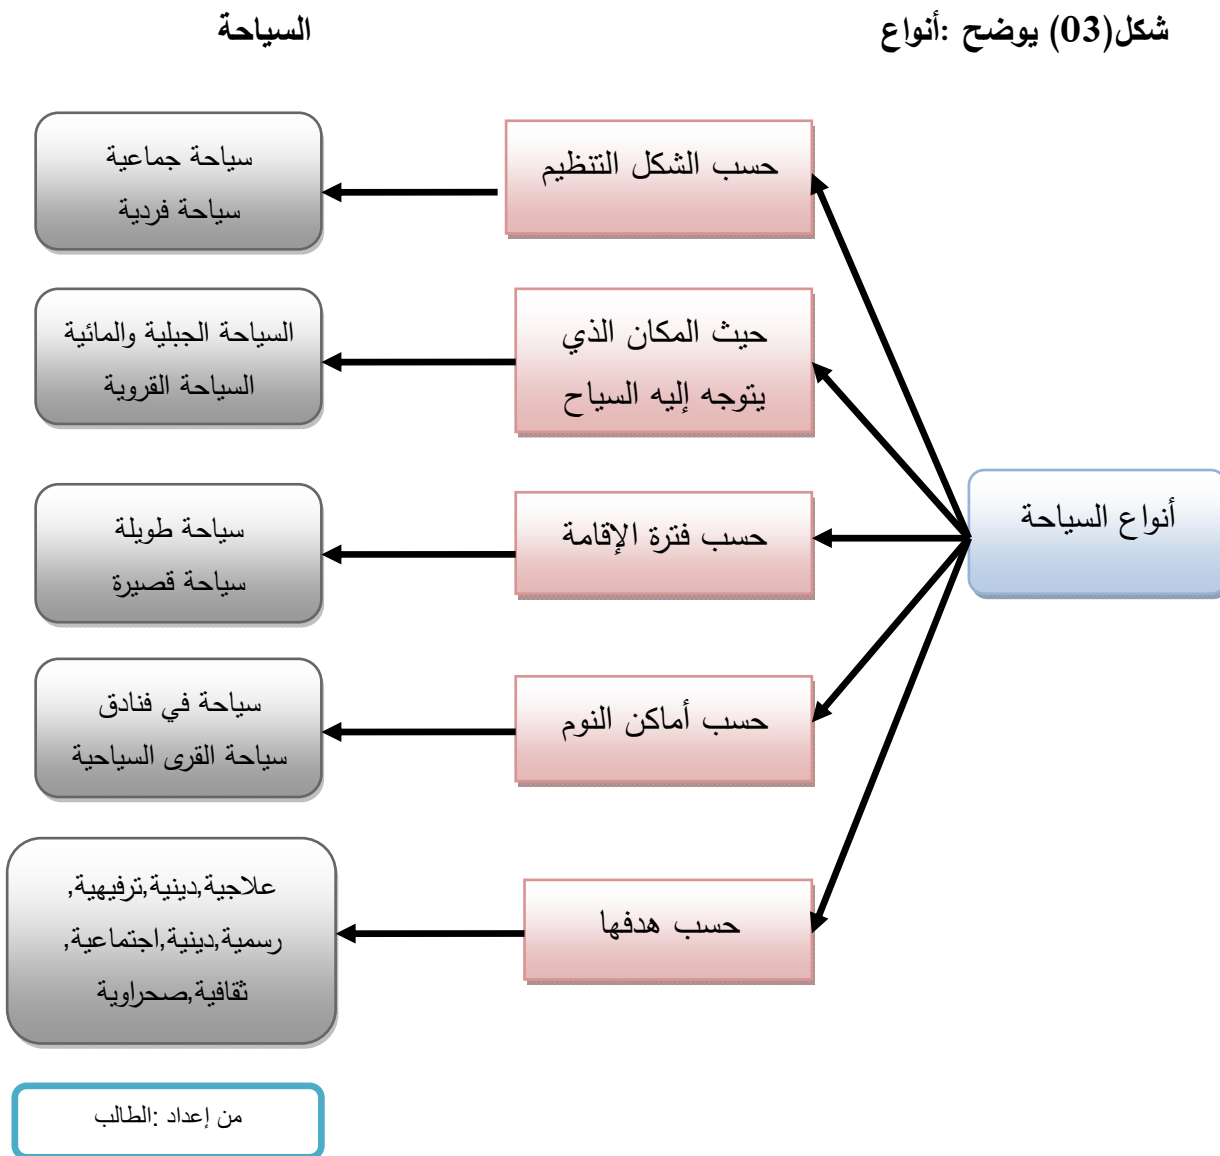 شكل(03) يوضح :أنواع السياحة
أنواع السياحة
حسب الشكل التنظيم
سياحة جماعية
سياحة فردية
حيث المكان الذي
يتوجه إليه السياح
السياحة الجبلية والمائية
السياحة القروية
حسب فترة الإقامة
سياحة طويلة
سياحة قصيرة
حسب أماكن النوم
سياحة في فنادق
سياحة القرى السياحية
حسب هدفها
علاجية,دينية,ترفيهية,
رسمية,دينية,اجتماعية,
ثقافية,صحراوية
من إعداد :الطالب